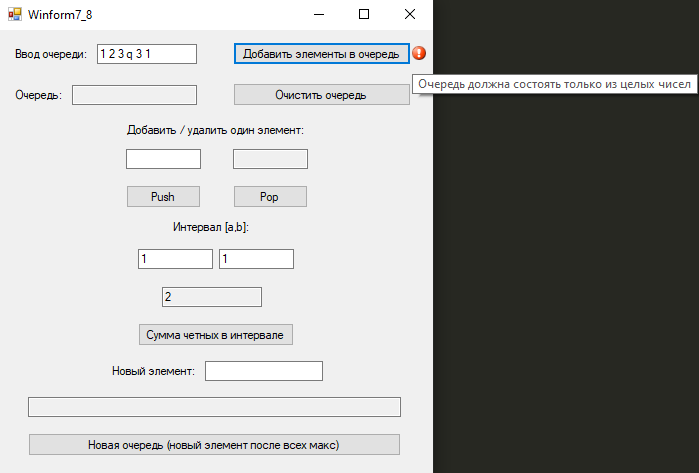 Winform7_8
Ввод очереди: 1 2 3 q 3 1 Добавить элементы в очередь
Очередь должна состоять только из целых чисел
Очередь: Очистить очередь
Добавить / удалить один элемент:
Push Pop
Интервал [a,b]:
1 1
2
Сумма четных в интервале
Новый элемент:
Новая очередь (новый элемент после всех макс)